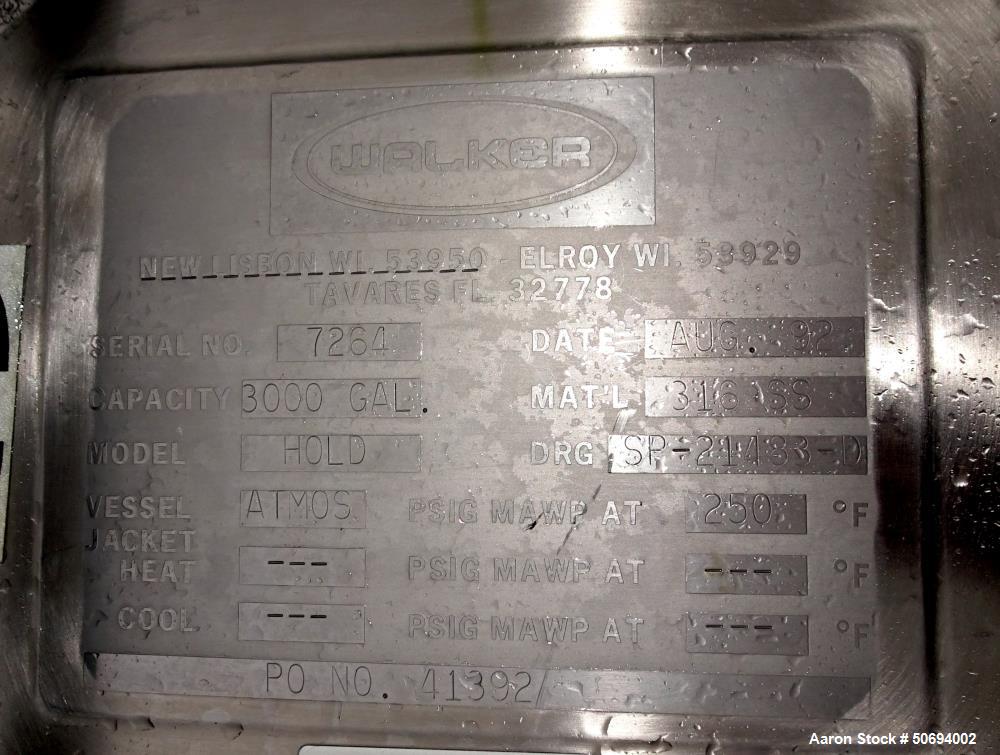 WALKER
NEW LISBON WI. 53950 - ELROY WI. 53929
TAVARES FL. 32778
SERIAL NO. 7264 DATE AUG. 92
CAPACITY 3000 GAL. MAT'L 316 SS
MODEL HOLD DRG SP-21433-D
VESSEL ATMOS. PSIG MAWP AT 250 °F
JACKET
HEAT --- PSIG MAWP AT --- °F
COOL --- PSIG MAWP AT --- °F
PO NO. 41392/
Aaron Stock # 50694002